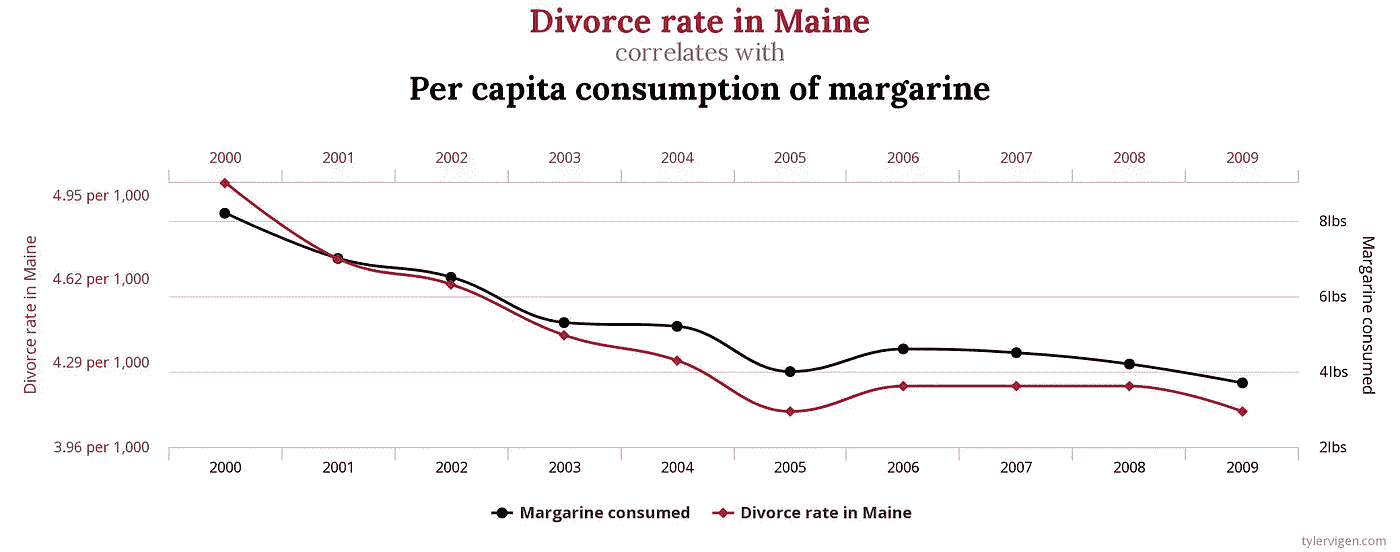 Divorce rate in Maine
correlates with
Per capita consumption of margarine
2000 2001 2002 2003 2004 2005 2006 2007 2008 2009
Divorce rate in Maine
4.95 per 1,000
4.62 per 1,000
4.29 per 1,000
3.96 per 1,000
8lbs
6lbs
4lbs
2lbs
Margarine consumed
2000 2001 2002 2003 2004 2005 2006 2007 2008 2009
Margarine consumed Divorce rate in Maine
tylervigen.com